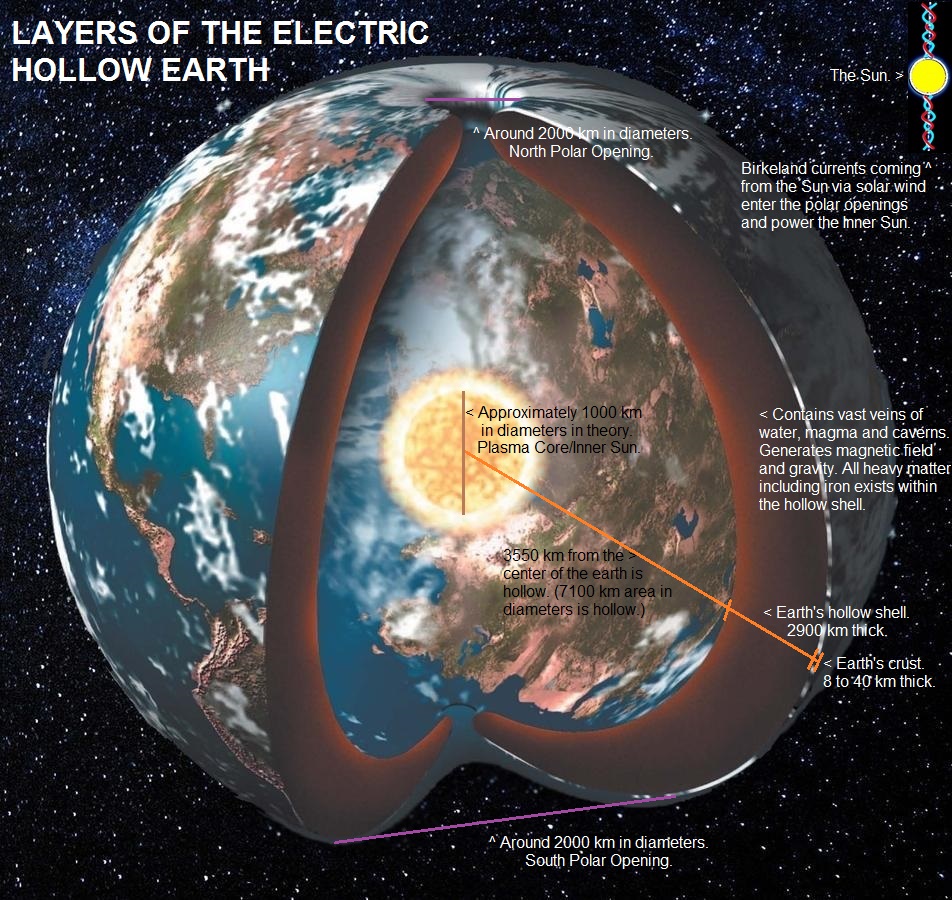 LAYERS OF THE ELECTRIC
HOLLOW EARTH
The Sun. >
^ Around 2000 km in diameters.
North Polar Opening.
Birkeland currents coming ^
from the Sun via solar wind
enter the polar openings
and power the Inner Sun.
< Approximately 1000 km
in diameters in theory.
Plasma Core/Inner Sun.
< Contains vast veins of
water, magma and caverns.
Generates magnetic field
and gravity. All heavy matter
including iron exists within
the hollow shell.
3550 km from the >
center of the earth is
hollow. (7100 km area in
diameters is hollow.)
< Earth's hollow shell.
2900 km thick.
< Earth's crust.
8 to 40 km thick.
^ Around 2000 km in diameters.
South Polar Opening.